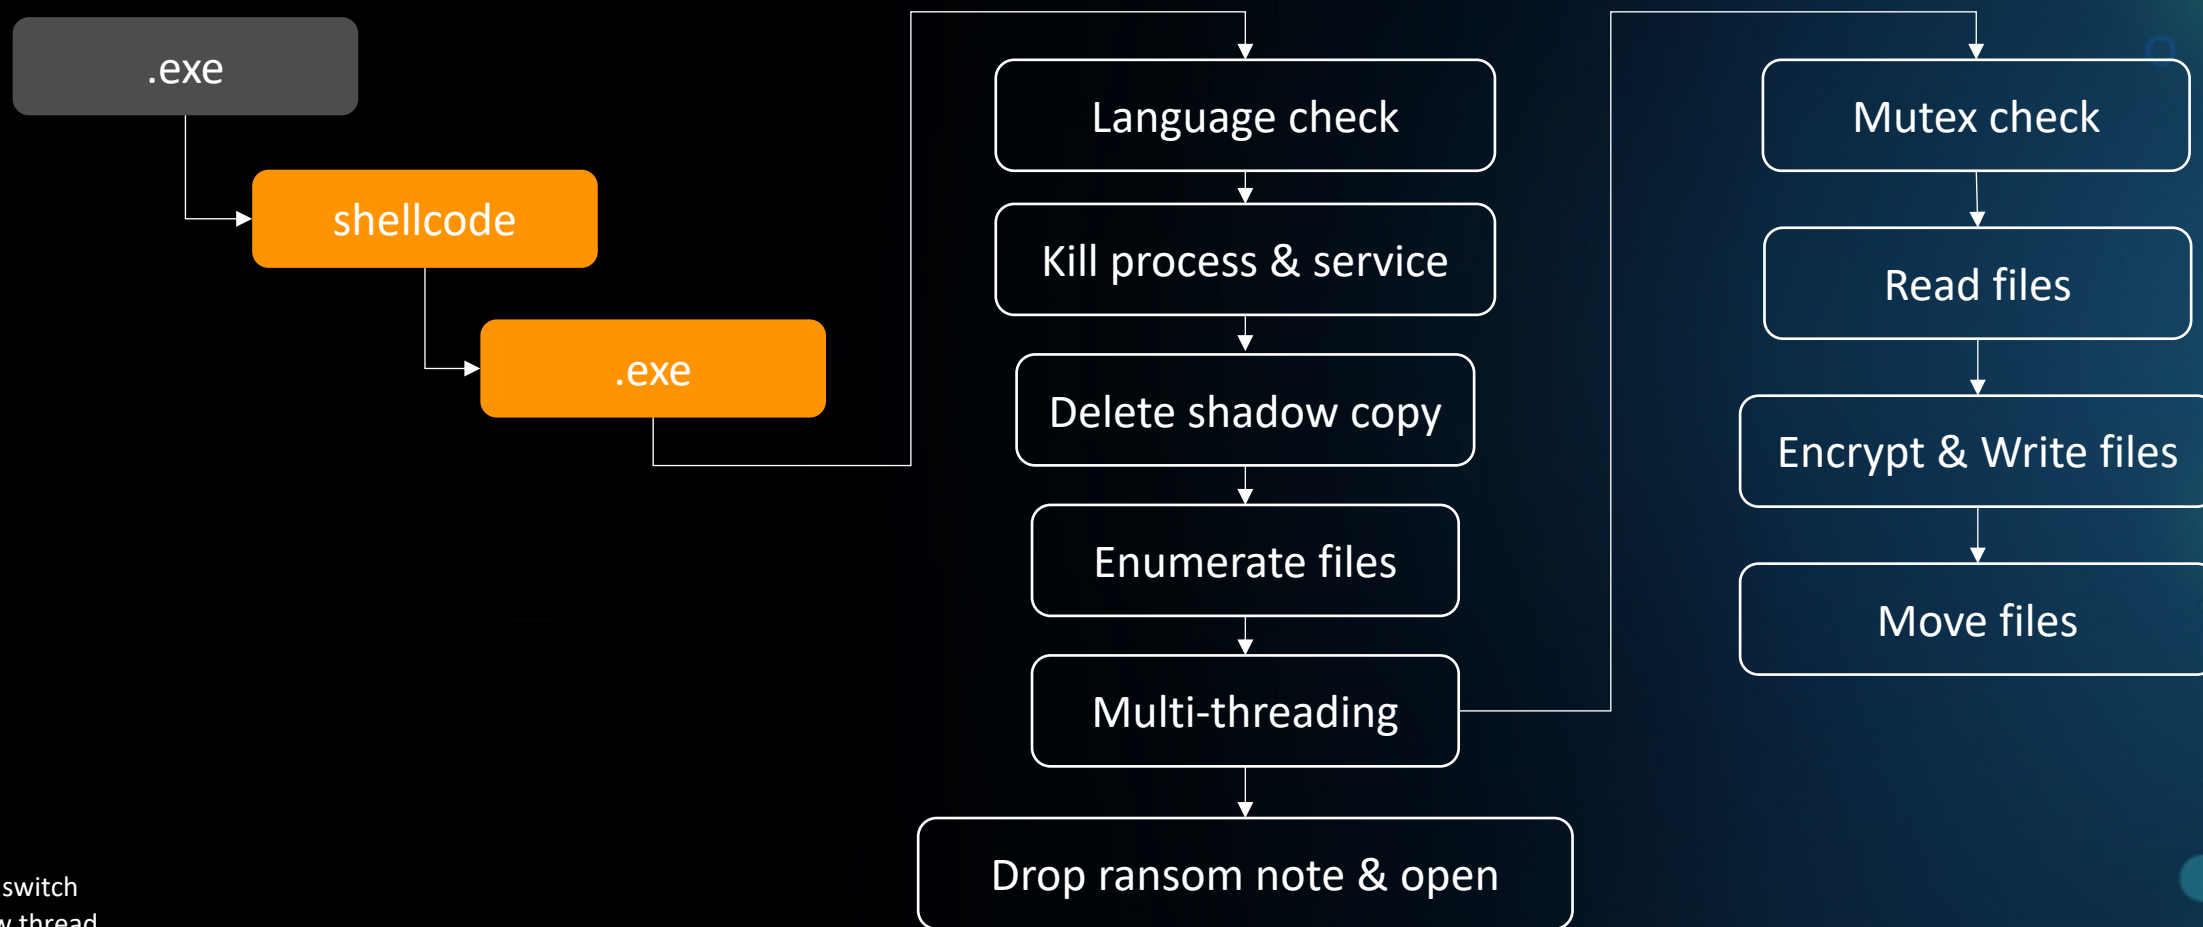 .exe
shellcode
.exe
Language check
Kill process & service
Delete shadow copy
Enumerate files
Multi-threading
Drop ransom note & open
Mutex check
Read files
Encrypt & Write files
Move files
switch
thread